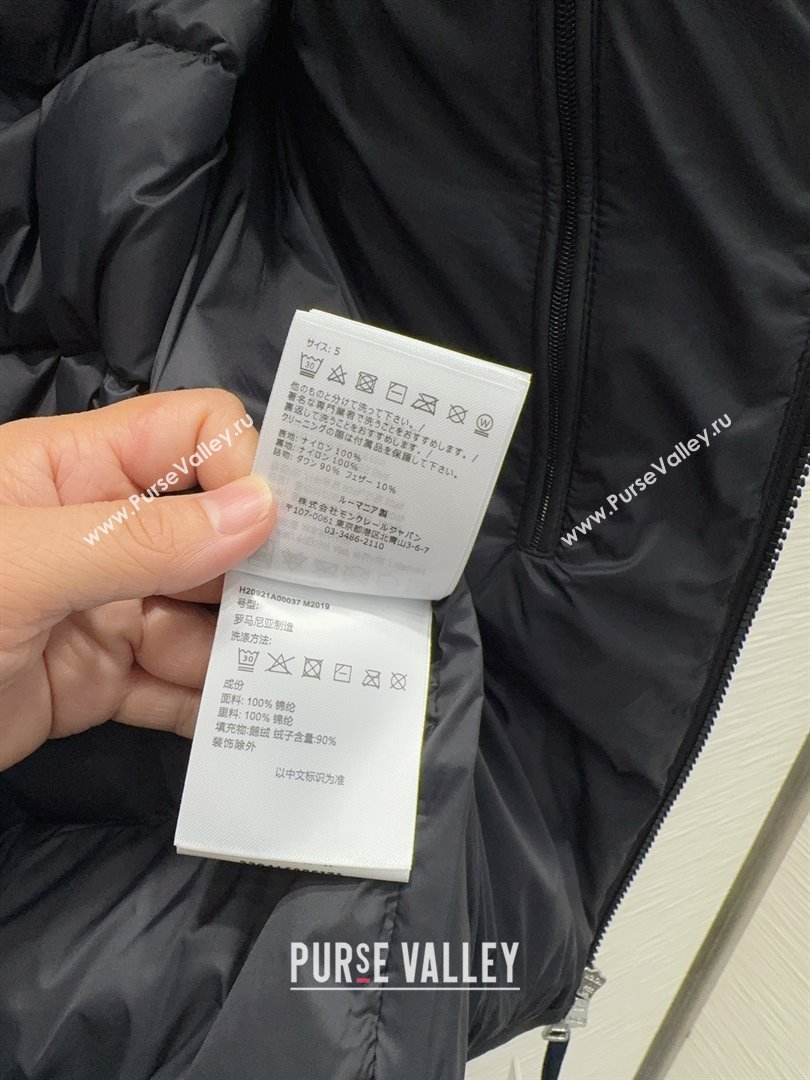 サイズ: 5
30
W
他のものと分けて洗って下さい。/
著名な専門業者で洗うことをおすすめします。/
裏返して洗うことをおすすめします。/
クリーニングの際は付属品を保護して下さい。
表地: ナイロン 100%
裏地: ナイロン 100%
詰物: ダウン 90% フェザー 10%
ルーマニア製
株式会社モンクレールジャパン
〒107-0061 東京都港区北青山3-6-7
03-3486-2110
H20921A00037 M2019
号型:
罗马尼亚制造
洗涤方法:
30
成份
面料: 100% 锦纶
里料: 100% 锦纶
填充物:鹅绒 绒子含量:90%
装饰除外
以中文标识为准
www.PurseValley.ru
www.PurseValley.ru
www.PurseValley.ru
www.PurseValley.ru
PURSE VALLEY